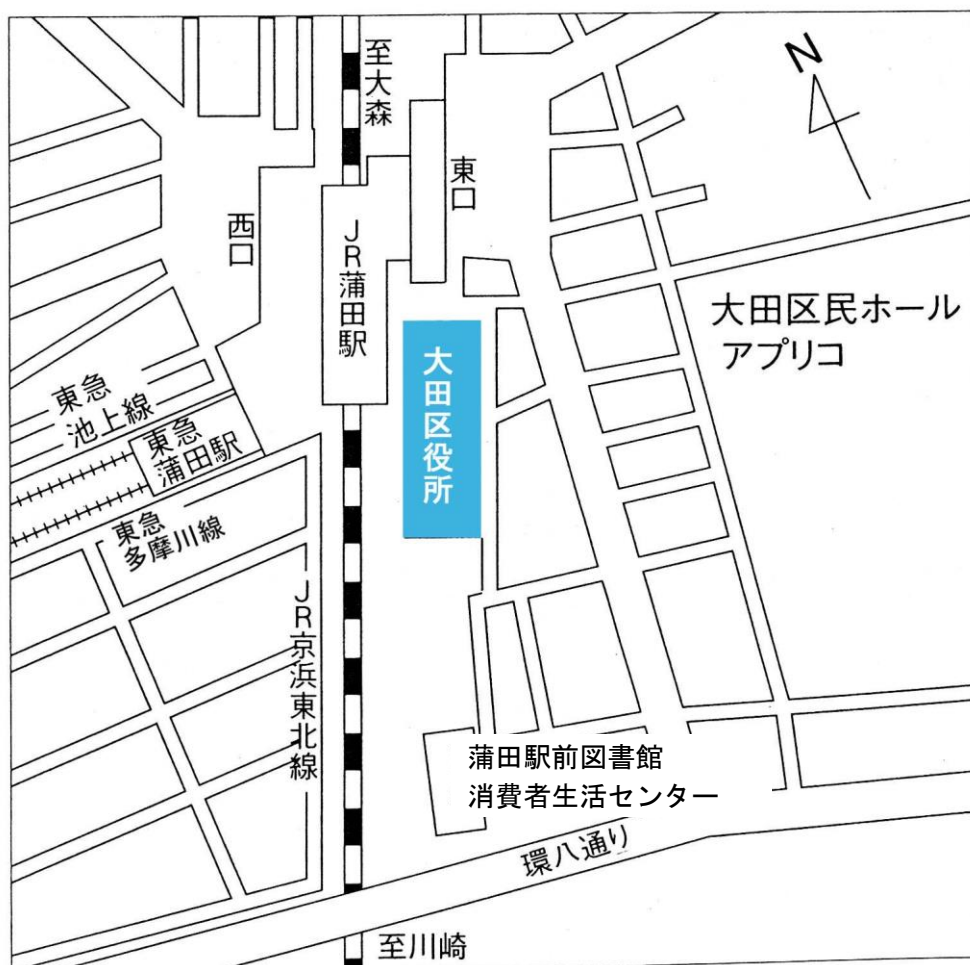 至大森
N
東口
西口
JR蒲田駅
大田区民ホール
アプリコ
大田区役所
東急
池上線
東急
蒲田駅
東急
多摩川線
JR京浜東北線
蒲田駅前図書館
消費者生活センター
環八通り
至川崎